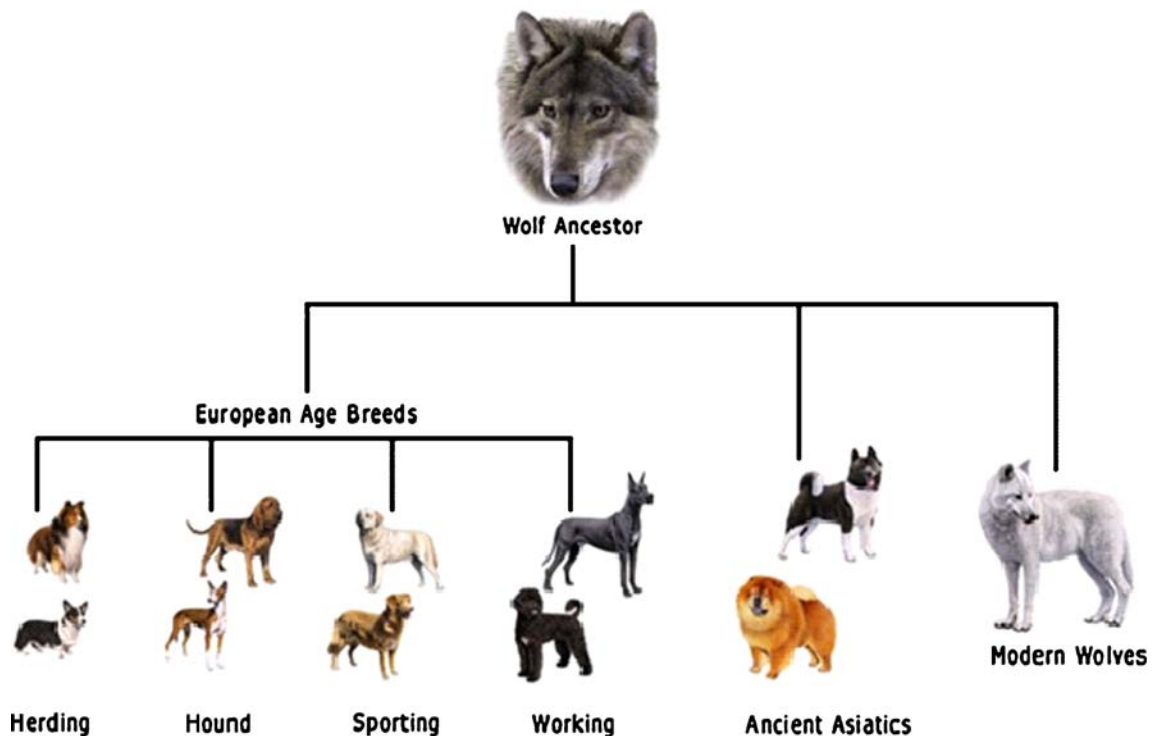 Wolf Ancestor
European Age Breeds
Modern Wolves
Herding
Hound
Sporting
Working
Ancient Asiatics